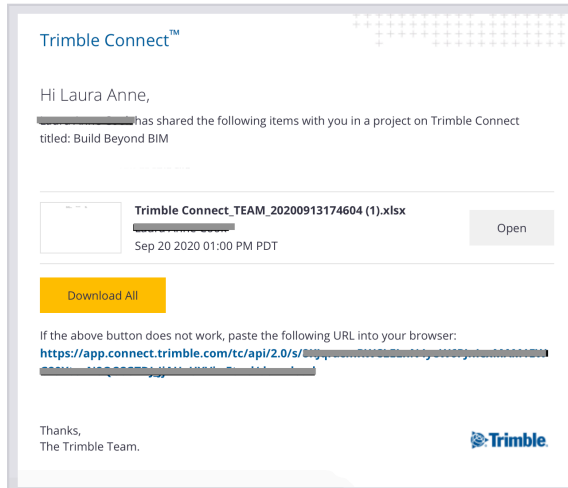 Trimble Connect™
Hi Laura Anne,
has shared the following items with you in a project on Trimble Connect
titled: Build Beyond BIM
Trimble Connect_TEAM_20200913174604 (1).xlsx
Open
Sep 20 2020 01:00 PM PDT
Download All
If the above button does not work, paste the following URL into your browser:
https://app.connect.trimble.com/tc/api/2.0/s/
Thanks,
The Trimble Team.
Trimble.